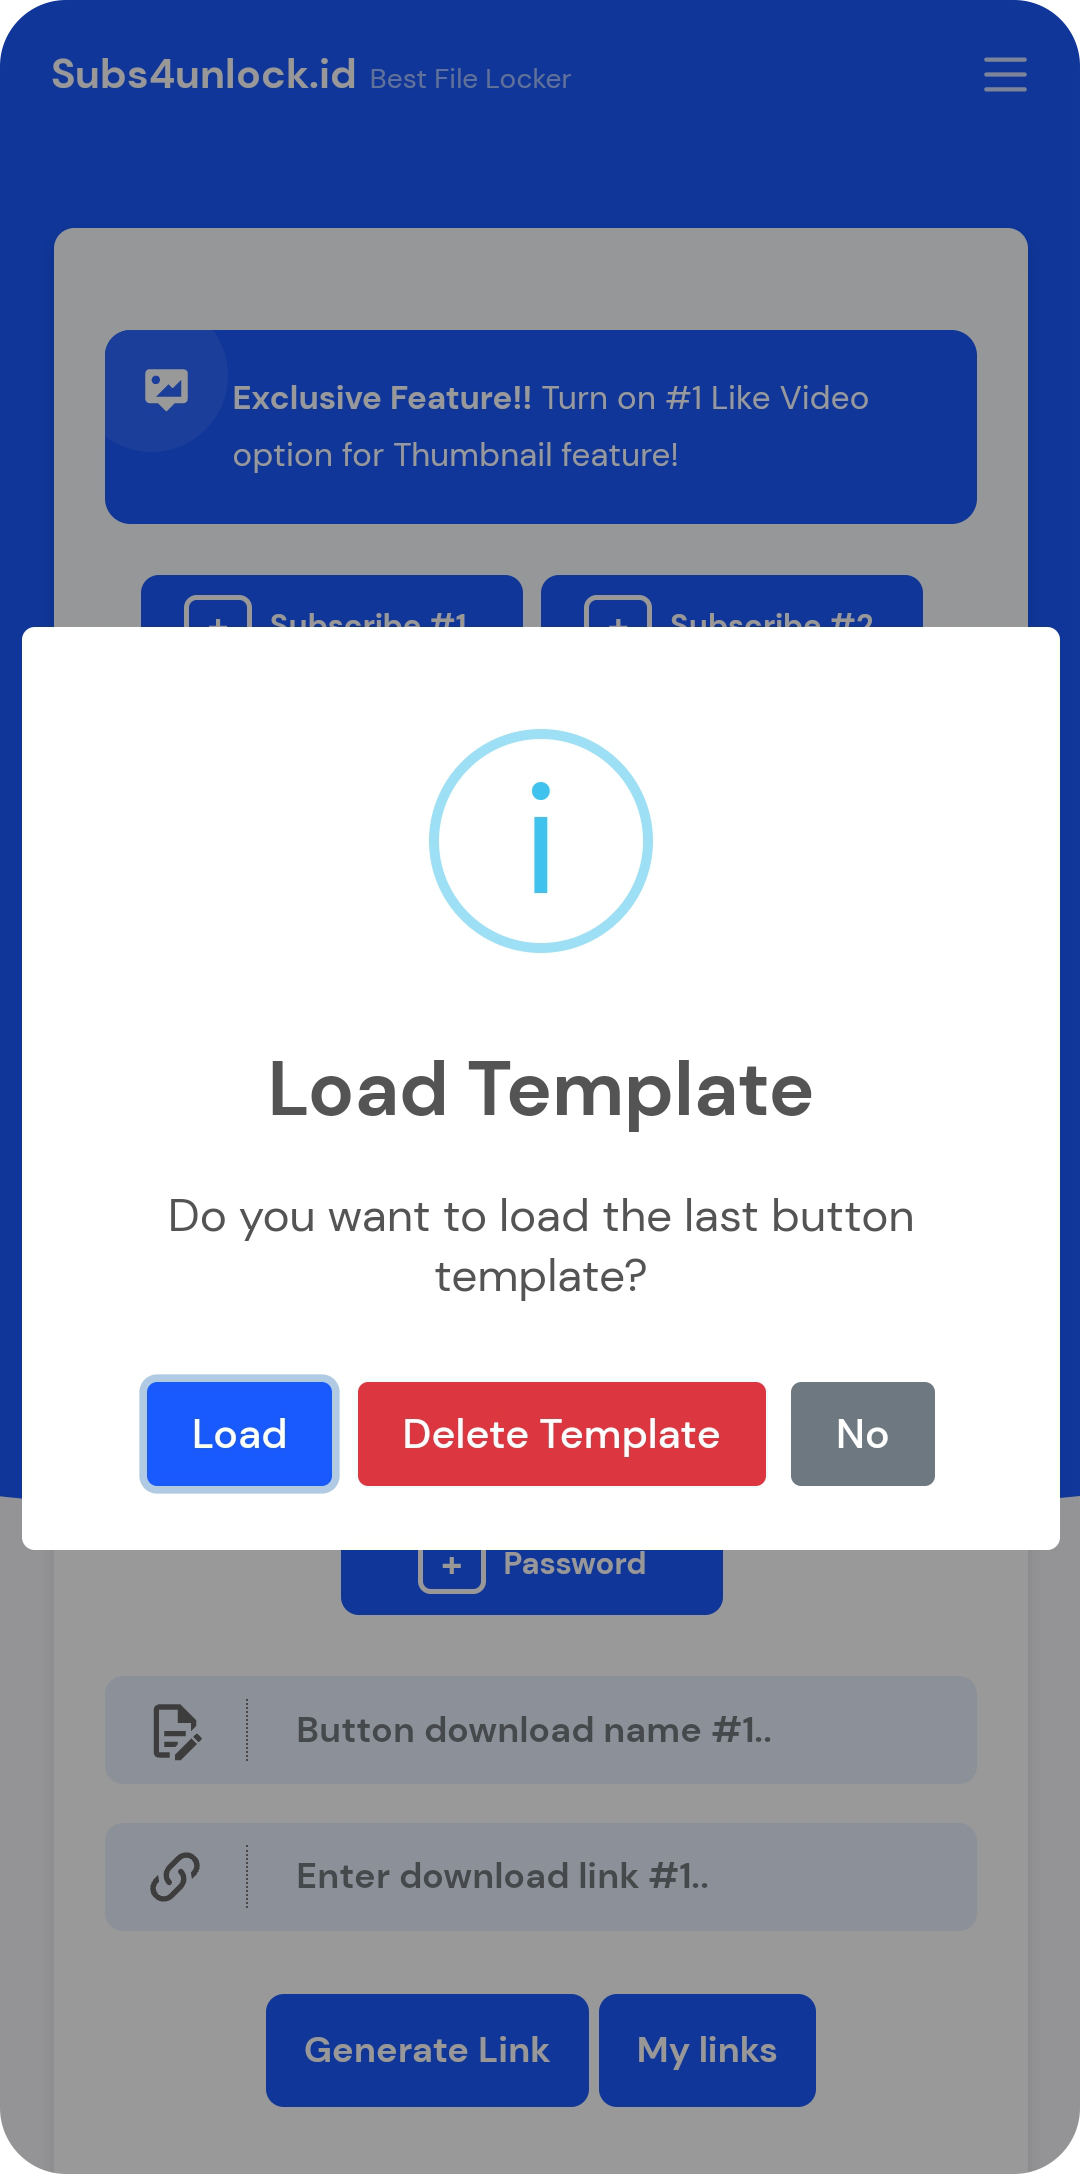 Subs4unlock.id Best File Locker
Exclusive Feature!! Turn on #1 Like Video
option for Thumbnail feature!
Subscribe #1 Subscribe #2
Load Template
Do you want to load the last button
template?
Load Delete Template No
Password
Button download name #1..
Enter download link #1..
Generate Link My links